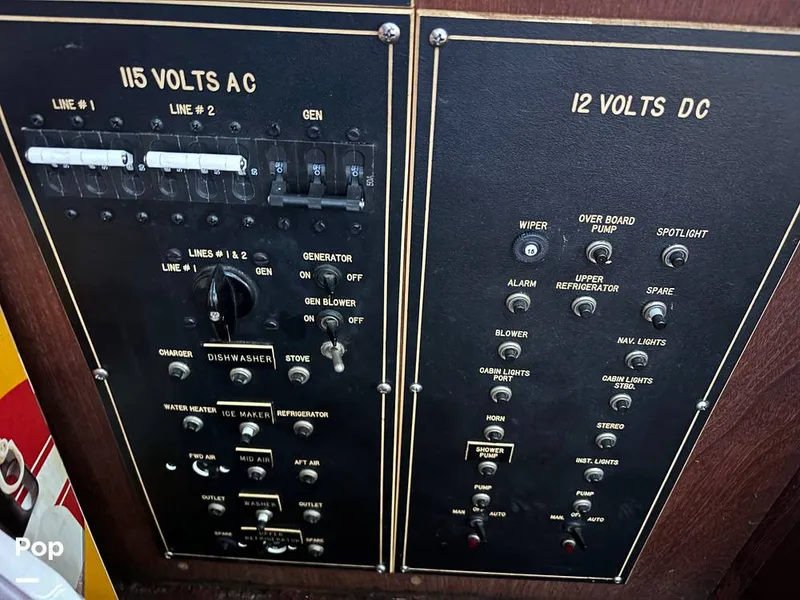 115 VOLTS AC
LINE # 1
LINE # 2
GEN
LINES # 1 & 2
LINE # 1
GEN
GENERATOR
ON
OFF
GEN BLOWER
ON
OFF
CHARGER
DISHWASHER
STOVE
WATER HEATER
ICE MAKER
REFRIGERATOR
FWD AIR
MID AIR
AFT AIR
OUTLET
WASHER
OUTLET
SPARE
UPPER
REFRIGERATOR
SPARE
12 VOLTS DC
WIPER
15
OVER BOARD
PUMP
SPOTLIGHT
ALARM
UPPER
REFRIGERATOR
SPARE
BLOWER
NAV. LIGHTS
CABIN LIGHTS
PORT
CABIN LIGHTS
STBD.
HORN
STEREO
SHOWER
PUMP
INST. LIGHTS
PUMP
MAN
OFF
AUTO
PUMP
MAN.
OFF
AUTO
Pop